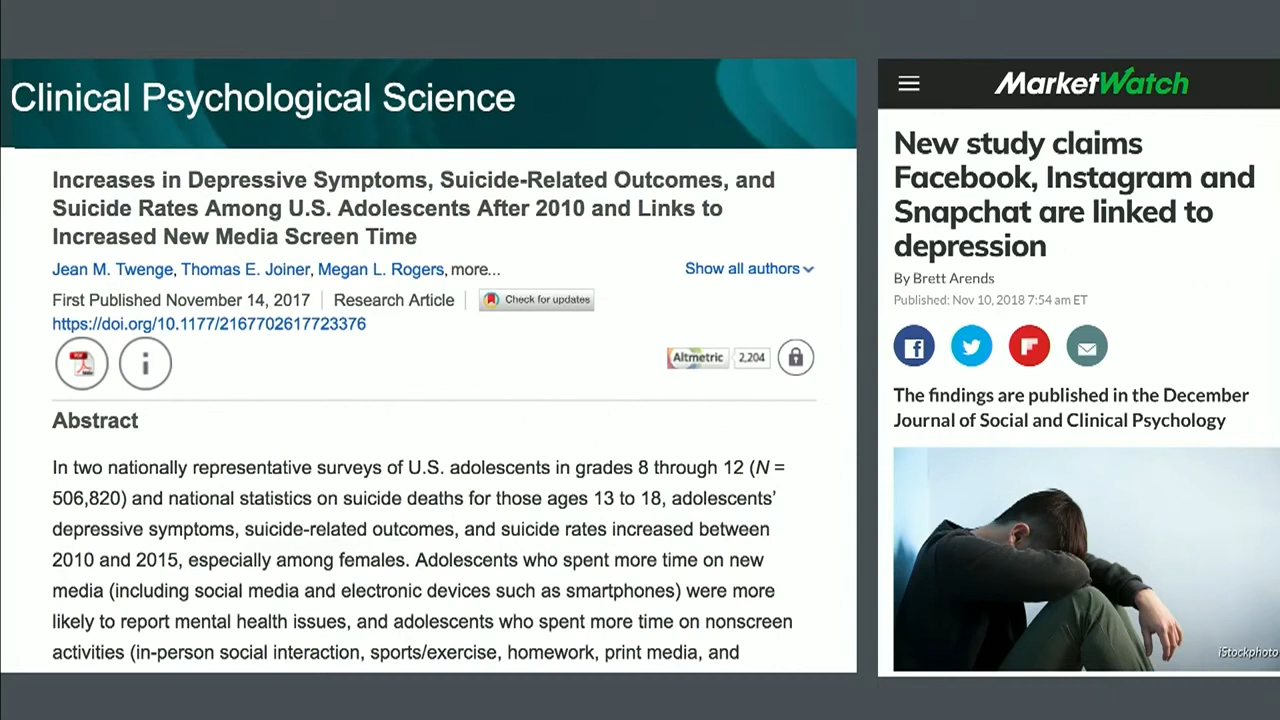 Clinical Psychological Science
Increases in Depressive Symptoms, Suicide-Related Outcomes, and
Suicide Rates Among U.S. Adolescents After 2010 and Links to
Increased New Media Screen Time
Jean M. Twenge, Thomas E. Joiner, Megan L. Rogers, more...
Show all authors
First Published November 14, 2017 | Research Article | Check for updates
https://doi.org/10.1177/2167702617723376
PDF
i
Altmetric 2,204
Abstract
In two nationally representative surveys of U.S. adolescents in grades 8 through 12 (N =
506,820) and national statistics on suicide deaths for those ages 13 to 18, adolescents’
depressive symptoms, suicide-related outcomes, and suicide rates increased between
2010 and 2015, especially among females. Adolescents who spent more time on new
media (including social media and electronic devices such as smartphones) were more
likely to report mental health issues, and adolescents who spent more time on nonscreen
activities (in-person social interaction, sports/exercise, homework, print media, and
MarketWatch
New study claims
Facebook, Instagram and
Snapchat are linked to
depression
By Brett Arends
Published: Nov 10, 2018 7:54 am ET
The findings are published in the December
Journal of Social and Clinical Psychology
iStockphoto